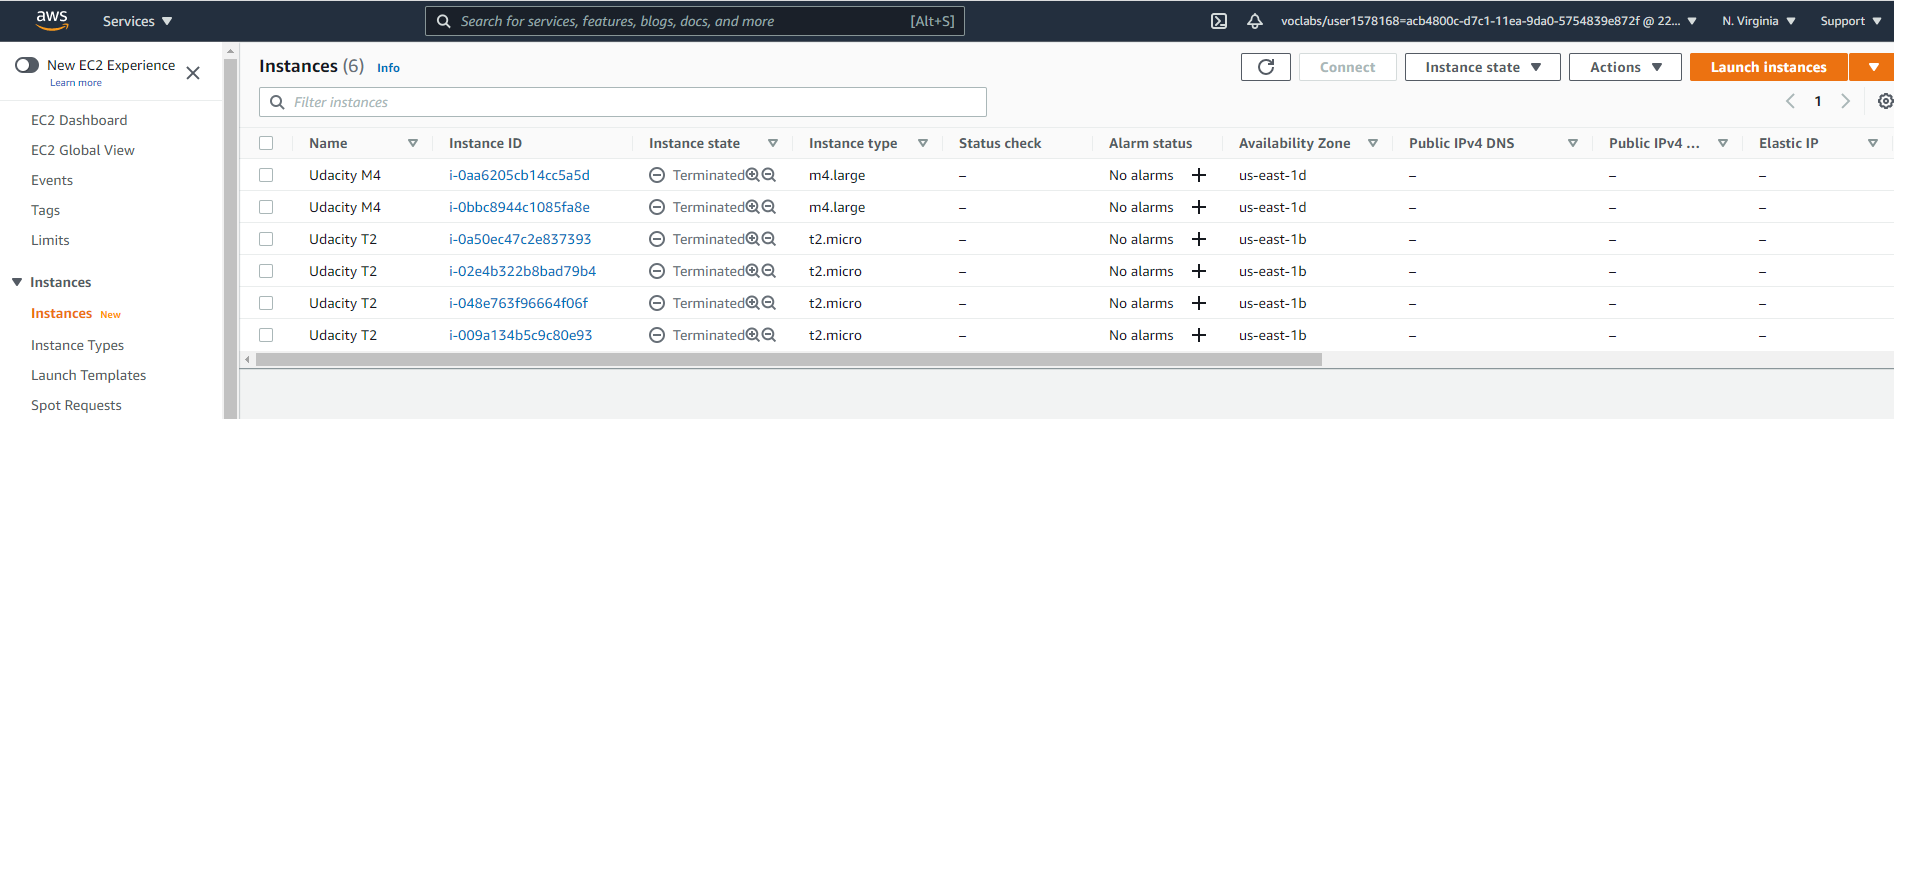 aws Services Search for services, features, blogs, docs, and more [Alt+S] voclabs/user1578168=acb4800c-d7c1-11ea-9da0-5754839e872f @ 22... N. Virginia Support
New EC2 Experience
Learn more
EC2 Dashboard
EC2 Global View
Events
Tags
Limits
Instances
Instances New
Instance Types
Launch Templates
Spot Requests
Instances (6) Info Connect Instance state Actions Launch instances
Filter instances 1
Name Instance ID Instance state Instance type Status check Alarm status Availability Zone Public IPv4 DNS Public IPv4 ... Elastic IP
Udacity M4 i-0aa6205cb14cc5a5d Terminated m4.large – No alarms + us-east-1d – – –
Udacity M4 i-0bbc8944c1085fa8e Terminated m4.large – No alarms + us-east-1d – – –
Udacity T2 i-0a50ec47c2e837393 Terminated t2.micro – No alarms + us-east-1b – – –
Udacity T2 i-02e4b322b8bad79b4 Terminated t2.micro – No alarms + us-east-1b – – –
Udacity T2 i-048e763f96664f06f Terminated t2.micro – No alarms + us-east-1b – – –
Udacity T2 i-009a134b5c9c80e93 Terminated t2.micro – No alarms + us-east-1b – – –